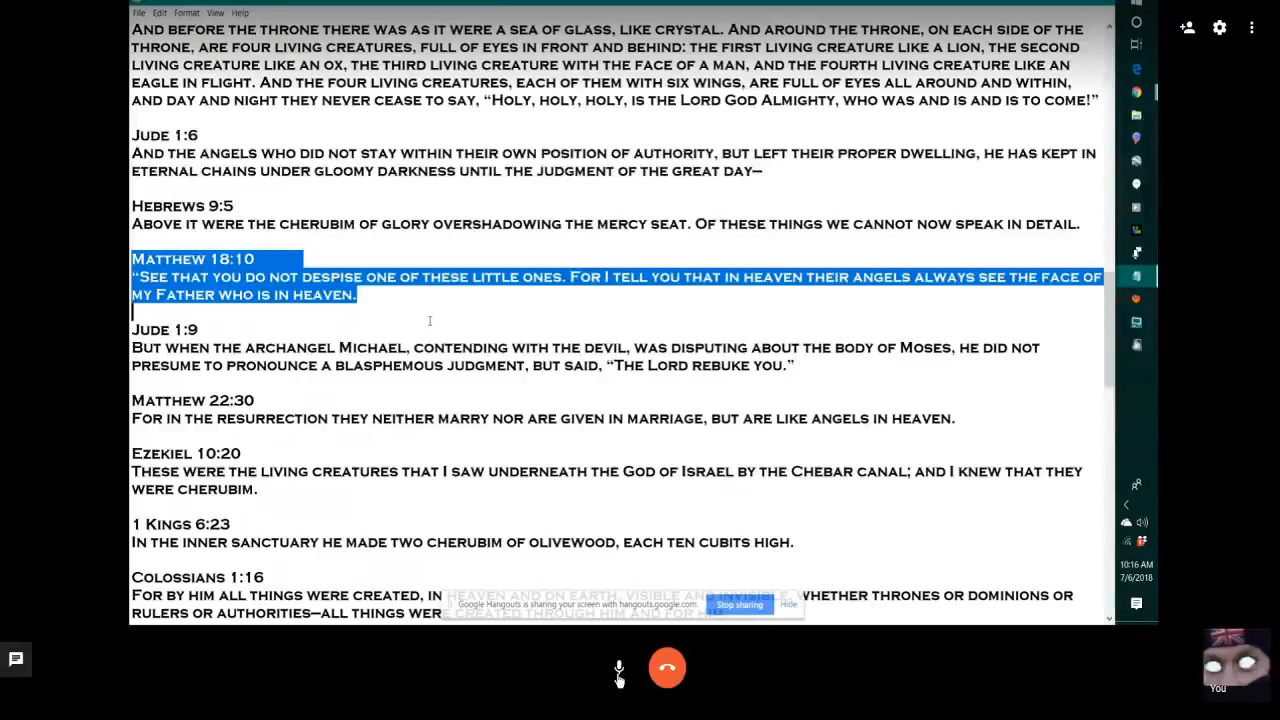 File Edit Format View Help
AND BEFORE THE THRONE THERE WAS AS IT WERE A SEA OF GLASS, LIKE CRYSTAL. AND AROUND THE THRONE, ON EACH SIDE OF THE
THRONE, ARE FOUR LIVING CREATURES, FULL OF EYES IN FRONT AND BEHIND: THE FIRST LIVING CREATURE LIKE A LION, THE SECOND
LIVING CREATURE LIKE AN OX, THE THIRD LIVING CREATURE WITH THE FACE OF A MAN, AND THE FOURTH LIVING CREATURE LIKE AN
EAGLE IN FLIGHT. AND THE FOUR LIVING CREATURES, EACH OF THEM WITH SIX WINGS, ARE FULL OF EYES ALL AROUND AND WITHIN,
AND DAY AND NIGHT THEY NEVER CEASE TO SAY, “HOLY, HOLY, HOLY, IS THE LORD GOD ALMIGHTY, WHO WAS AND IS AND IS TO COME!”
JUDE 1:6
AND THE ANGELS WHO DID NOT STAY WITHIN THEIR OWN POSITION OF AUTHORITY, BUT LEFT THEIR PROPER DWELLING, HE HAS KEPT IN
ETERNAL CHAINS UNDER GLOOMY DARKNESS UNTIL THE JUDGMENT OF THE GREAT DAY—
HEBREWS 9:5
ABOVE IT WERE THE CHERUBIM OF GLORY OVERSHADOWING THE MERCY SEAT. OF THESE THINGS WE CANNOT NOW SPEAK IN DETAIL.
MATTHEW 18:10
“SEE THAT YOU DO NOT DESPISE ONE OF THESE LITTLE ONES. FOR I TELL YOU THAT IN HEAVEN THEIR ANGELS ALWAYS SEE THE FACE OF
MY FATHER WHO IS IN HEAVEN.
JUDE 1:9
BUT WHEN THE ARCHANGEL MICHAEL, CONTENDING WITH THE DEVIL, WAS DISPUTING ABOUT THE BODY OF MOSES, HE DID NOT
PRESUME TO PRONOUNCE A BLASPHEMOUS JUDGMENT, BUT SAID, “THE LORD REBUKE YOU.”
MATTHEW 22:30
FOR IN THE RESURRECTION THEY NEITHER MARRY NOR ARE GIVEN IN MARRIAGE, BUT ARE LIKE ANGELS IN HEAVEN.
EZEKIEL 10:20
THESE WERE THE LIVING CREATURES THAT I SAW UNDERNEATH THE GOD OF ISRAEL BY THE CHEBAR CANAL; AND I KNEW THAT THEY
WERE CHERUBIM.
1 KINGS 6:23
IN THE INNER SANCTUARY HE MADE TWO CHERUBIM OF OLIVEWOOD, EACH TEN CUBITS HIGH.
COLOSSIANS 1:16
FOR BY HIM ALL THINGS WERE CREATED, IN HEAVEN AND ON EARTH, VISIBLE AND INVISIBLE, WHETHER THRONES OR DOMINIONS OR
RULERS OR AUTHORITIES—ALL THINGS WERE CREATED THROUGH HIM AND FOR HIM.
Google Hangouts is sharing your screen with hangouts.google.com. Stop sharing Hide
10:16 AM
7/6/2018
You